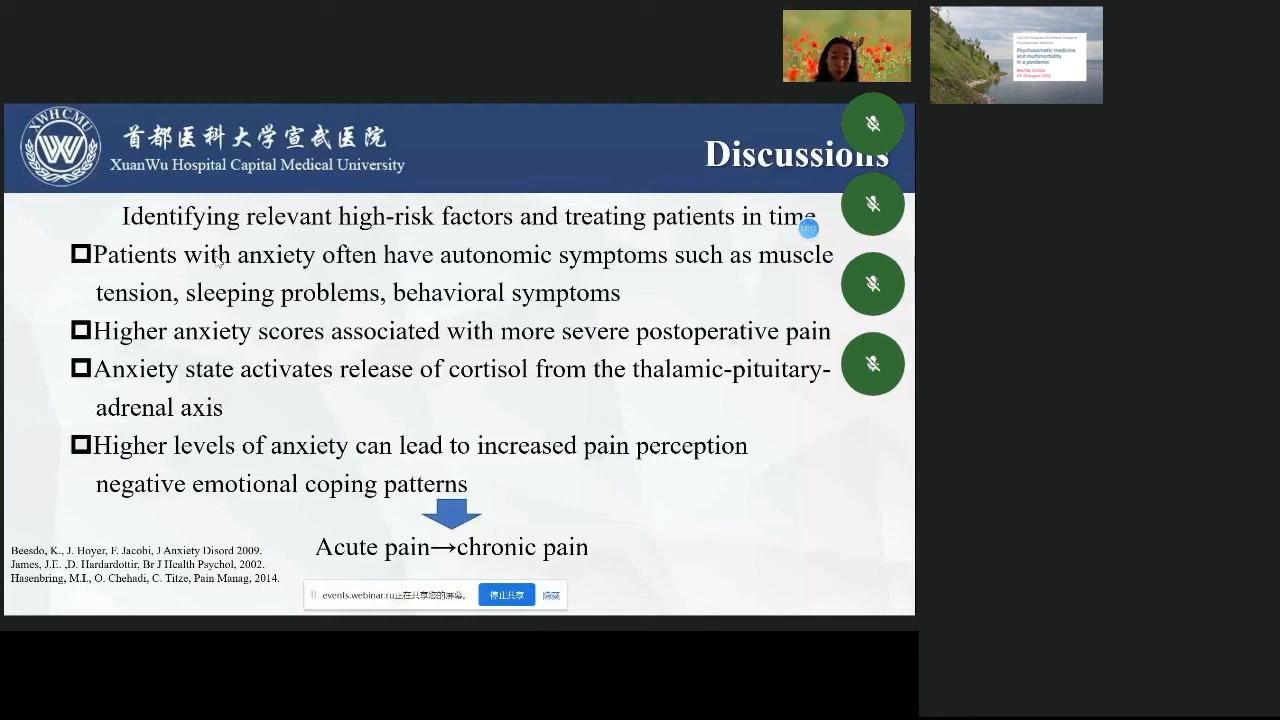 Psychosomatic medicine
and multimorbidity
in a pandemic
XWHCMU
首都医科大学宣武医院
XuanWu Hospital Capital Medical University
Discussions
Identifying relevant high-risk factors and treating patients in time
Patients with anxiety often have autonomic symptoms such as muscle
tension, sleeping problems, behavioral symptoms
Higher anxiety scores associated with more severe postoperative pain
Anxiety state activates release of cortisol from the thalamic-pituitary-
adrenal axis
Higher levels of anxiety can lead to increased pain perception
negative emotional coping patterns
Acute pain→chronic pain
Beesdo, K., J. Hoyer, F. Jacobi, J Anxiety Disord 2009.
James, J.E. ,D. Hardardottir, Br J Health Psychol, 2002.
Hasenbring, M.I., O. Chehadi, C. Titze, Pain Manag, 2014.
events.webinar.ru正在共享您的屏幕。
停止共享
隐藏